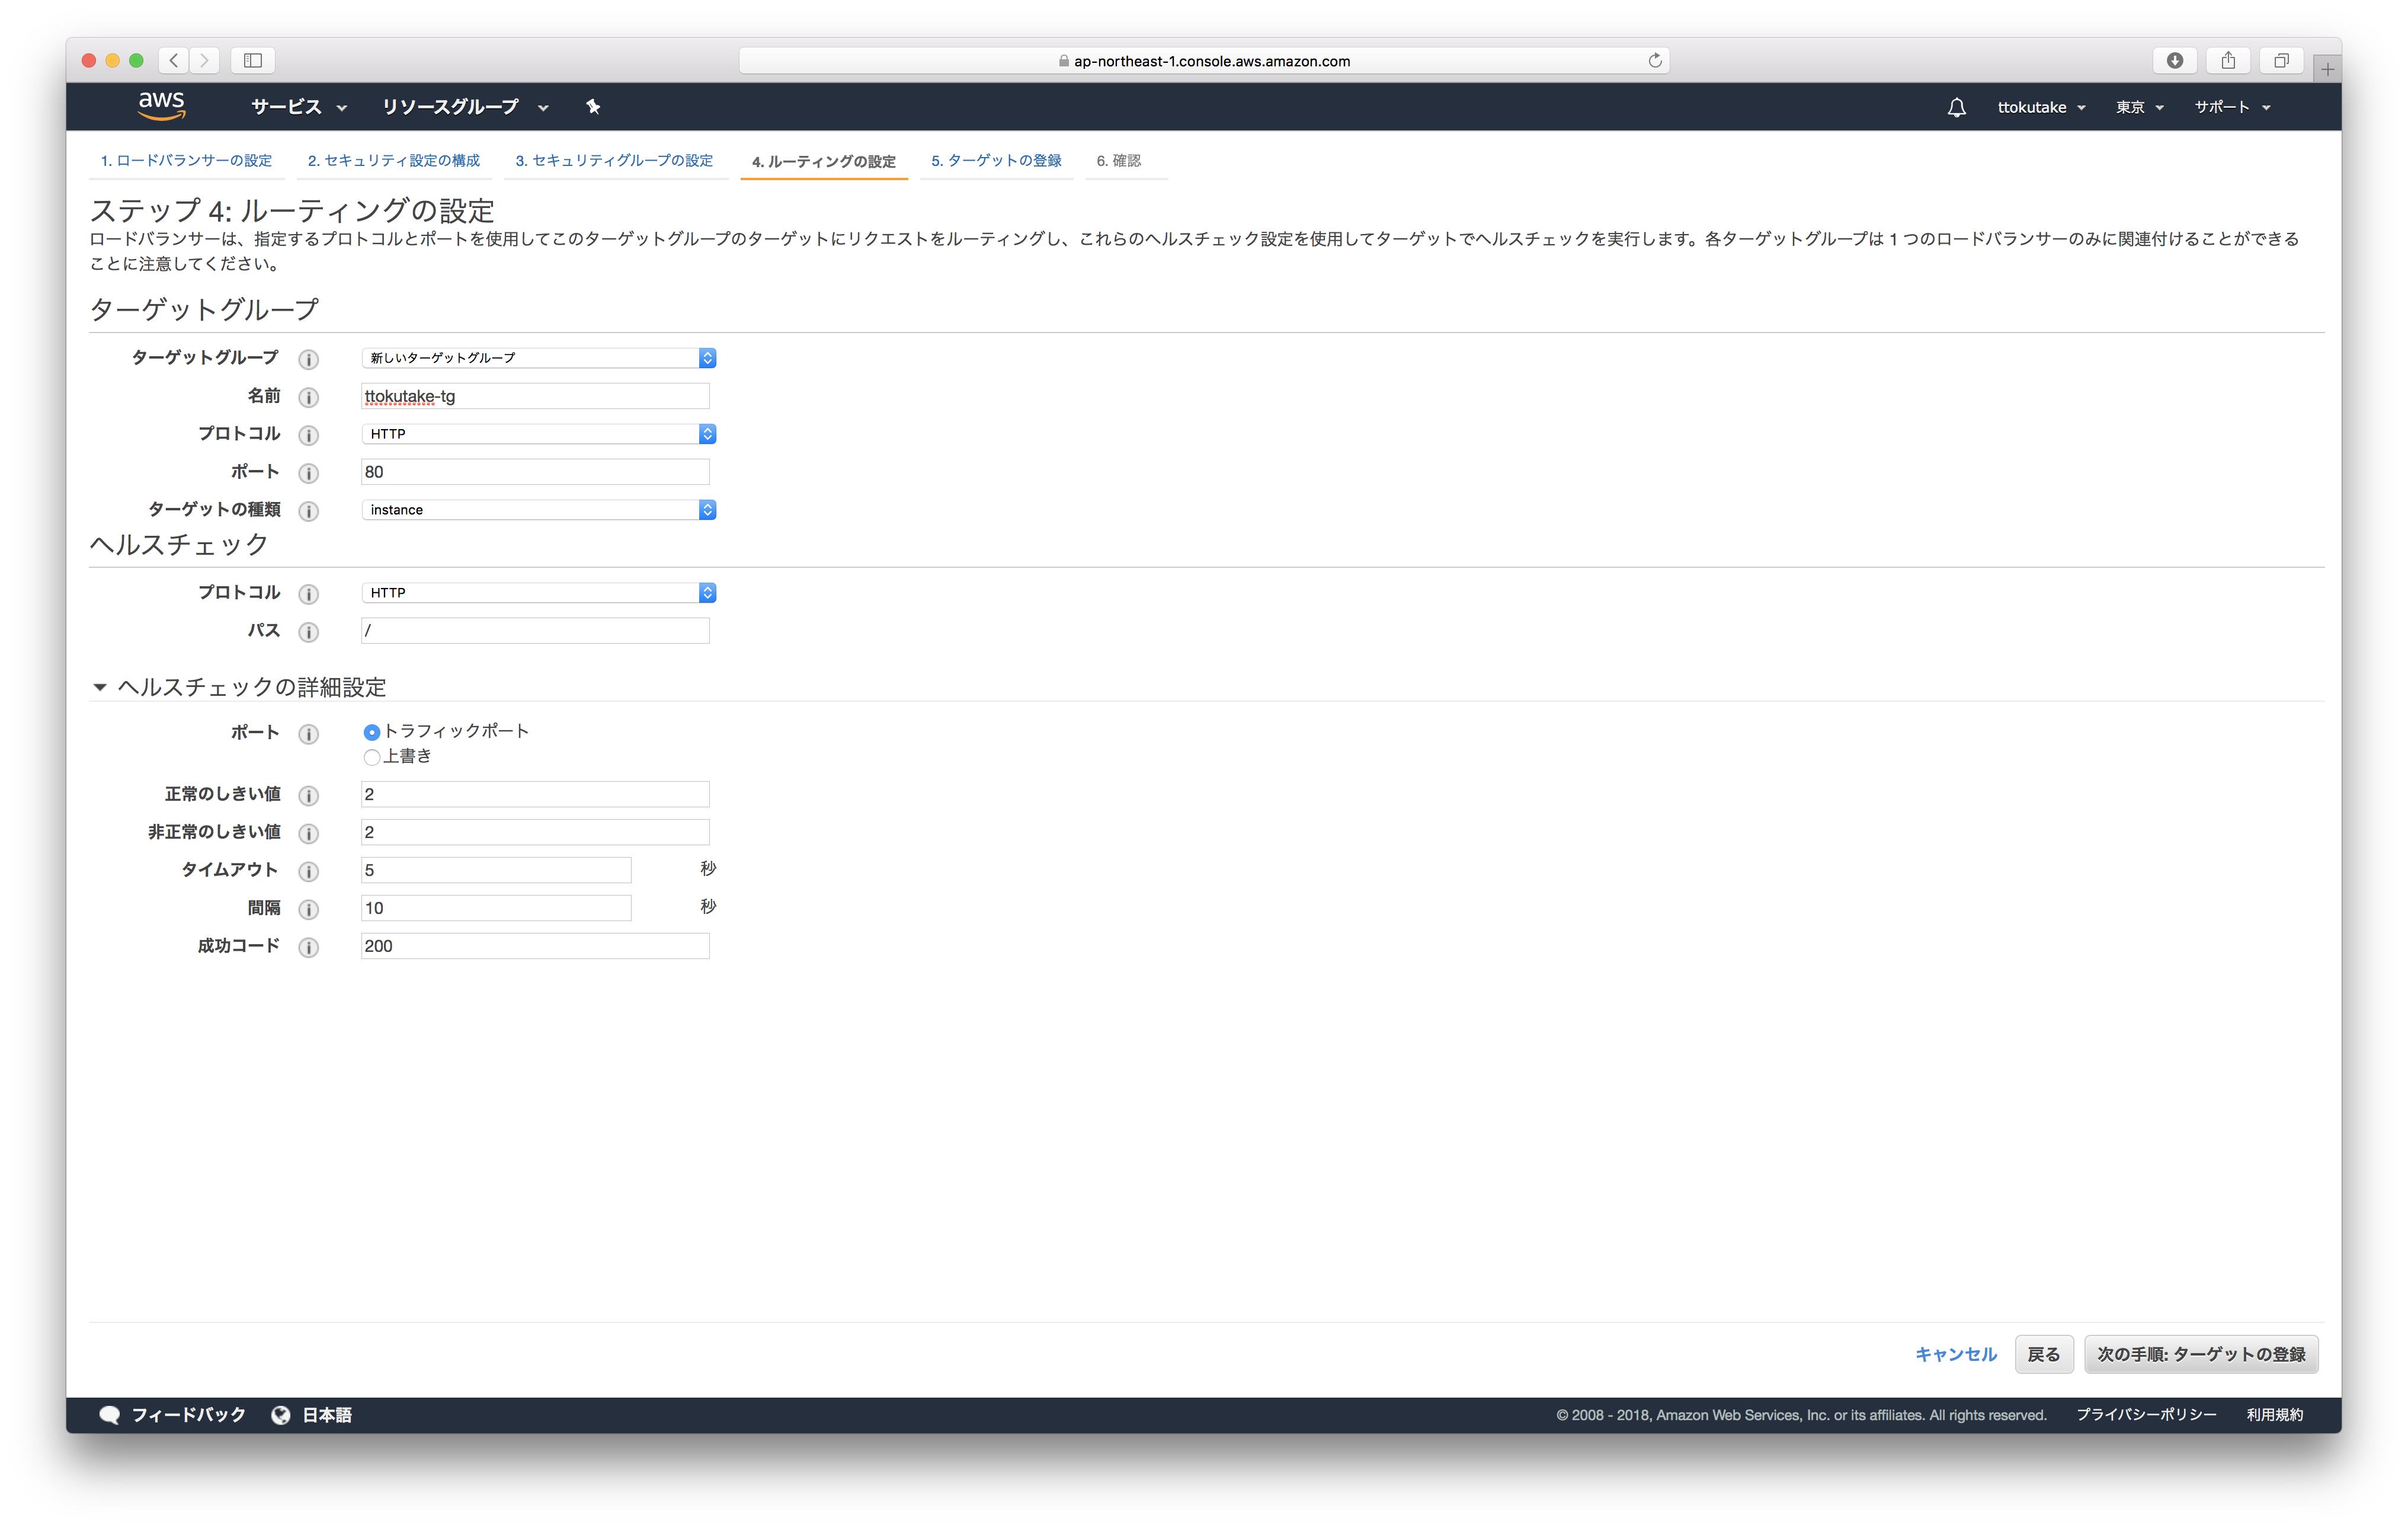 ap-northeast-1.console.aws.amazon.com
aws サービス リソースグループ ttokutake 東京 サポート
1. ロードバランサーの設定 2. セキュリティ設定の構成 3. セキュリティグループの設定 4. ルーティングの設定 5. ターゲットの登録 6. 確認
ステップ 4: ルーティングの設定
ロードバランサーは、指定するプロトコルとポートを使用してこのターゲットグループのターゲットにリクエストをルーティングし、これらのヘルスチェック設定を使用してターゲットでヘルスチェックを実行します。各ターゲットグループは 1 つのロードバランサーのみに関連付けることができる
ことに注意してください。
ターゲットグループ
ターゲットグループ 新しいターゲットグループ
名前 ttokutake-tg
プロトコル HTTP
ポート 80
ターゲットの種類 instance
ヘルスチェック
プロトコル HTTP
パス /
ヘルスチェックの詳細設定
ポート トラフィックポート
上書き
正常のしきい値 2
非正常のしきい値 2
タイムアウト 5 秒
間隔 10 秒
成功コード 200
キャンセル 戻る 次の手順: ターゲットの登録
フィードバック 日本語 © 2008 - 2018, Amazon Web Services, Inc. or its affiliates. All rights reserved. プライバシーポリシー 利用規約